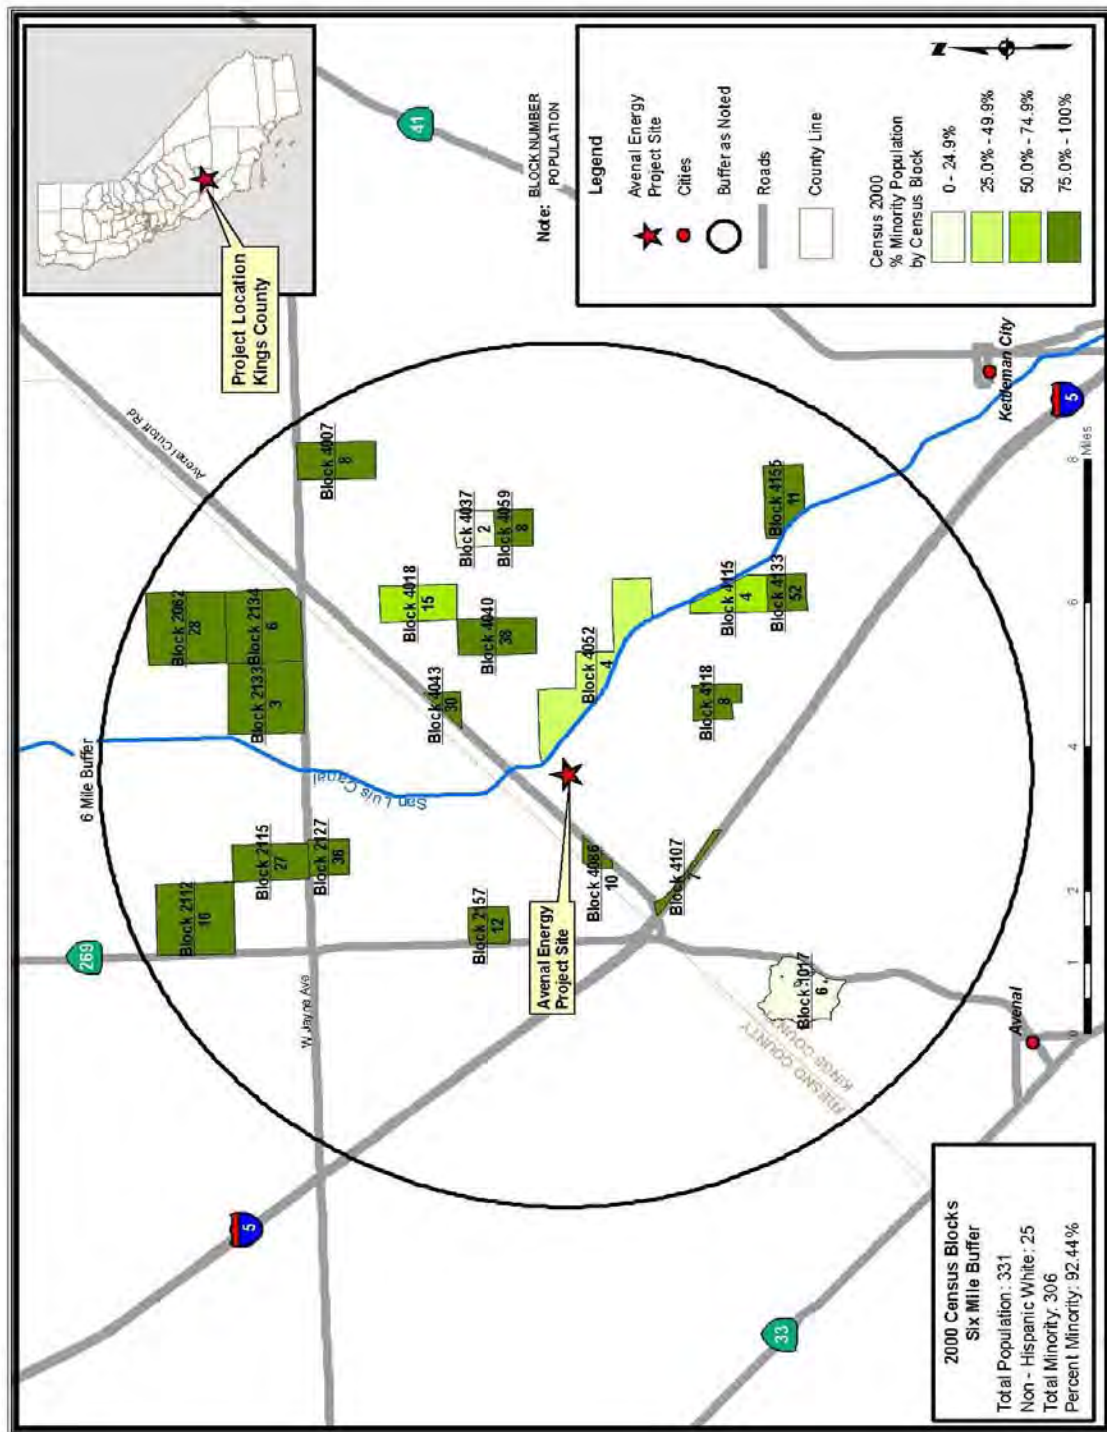 Project Location
Kings County
Note: BLOCK NUMBER
POPULATION
Legend
Avenal Energy
Project Site
Cities
Buffer as Noted
Roads
County Line
Census 2000
% Minority Population
by Census Block
0 - 24.9%
25.0% - 49.9%
50.0% - 74.9%
75.0% - 100%
N
41
269
5
5
33
6 Mile Buffer
Avenal Cutoff Rd
San Luis Canal
W Jayne Ave
FRESNO COUNTY
KINGS COUNTY
Kettleman City
Avenal
Avenal Energy
Project Site
Block 2112
16
Block 2115
27
Block 2127
36
Block 2157
12
Block 2062
28
Block 2133
3
Block 2134
6
Block 4007
8
Block 4018
15
Block 4037
2
Block 4059
8
Block 4040
38
Block 4043
30
Block 4052
4
Block 4086
10
Block 4107
7
Block 4118
8
Block 4115
4
Block 4133
52
Block 4155
11
Block 1017
6
0
1
2
4
6
8
Miles
2000 Census Blocks
Six Mile Buffer
Total Population: 331
Non - Hispanic White: 25
Total Minority: 306
Percent Minority: 92.44%